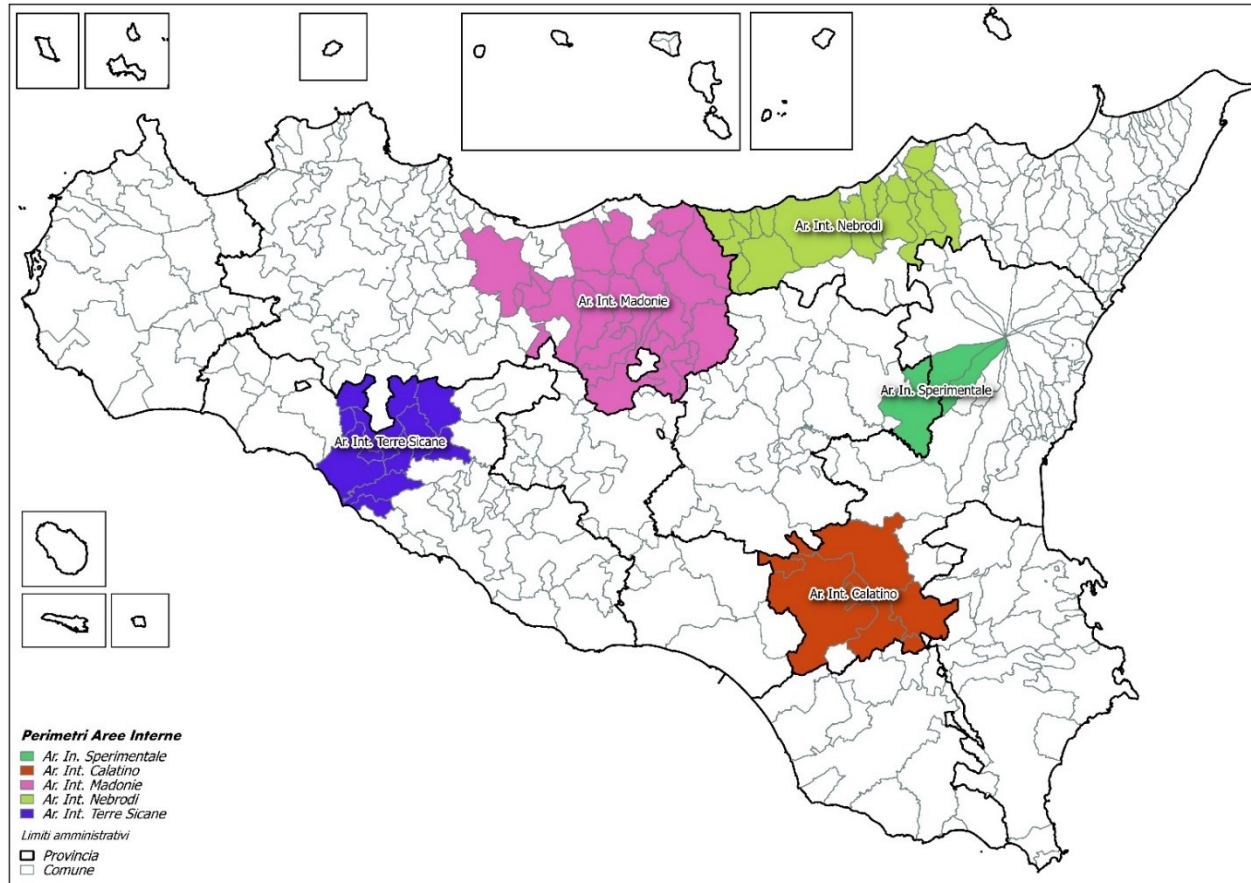 Ar. Int. Nebrodi
Ar. Int. Madonie
Ar. In. Sperimentale
Ar. Int. Terre Sicane
Ar. Int. Calatino
Perimetri Aree Interne
Ar. In. Sperimentale
Ar. Int. Calatino
Ar. Int. Madonie
Ar. Int. Nebrodi
Ar. Int. Terre Sicane
Limiti amministrativi
Provincia
Comune